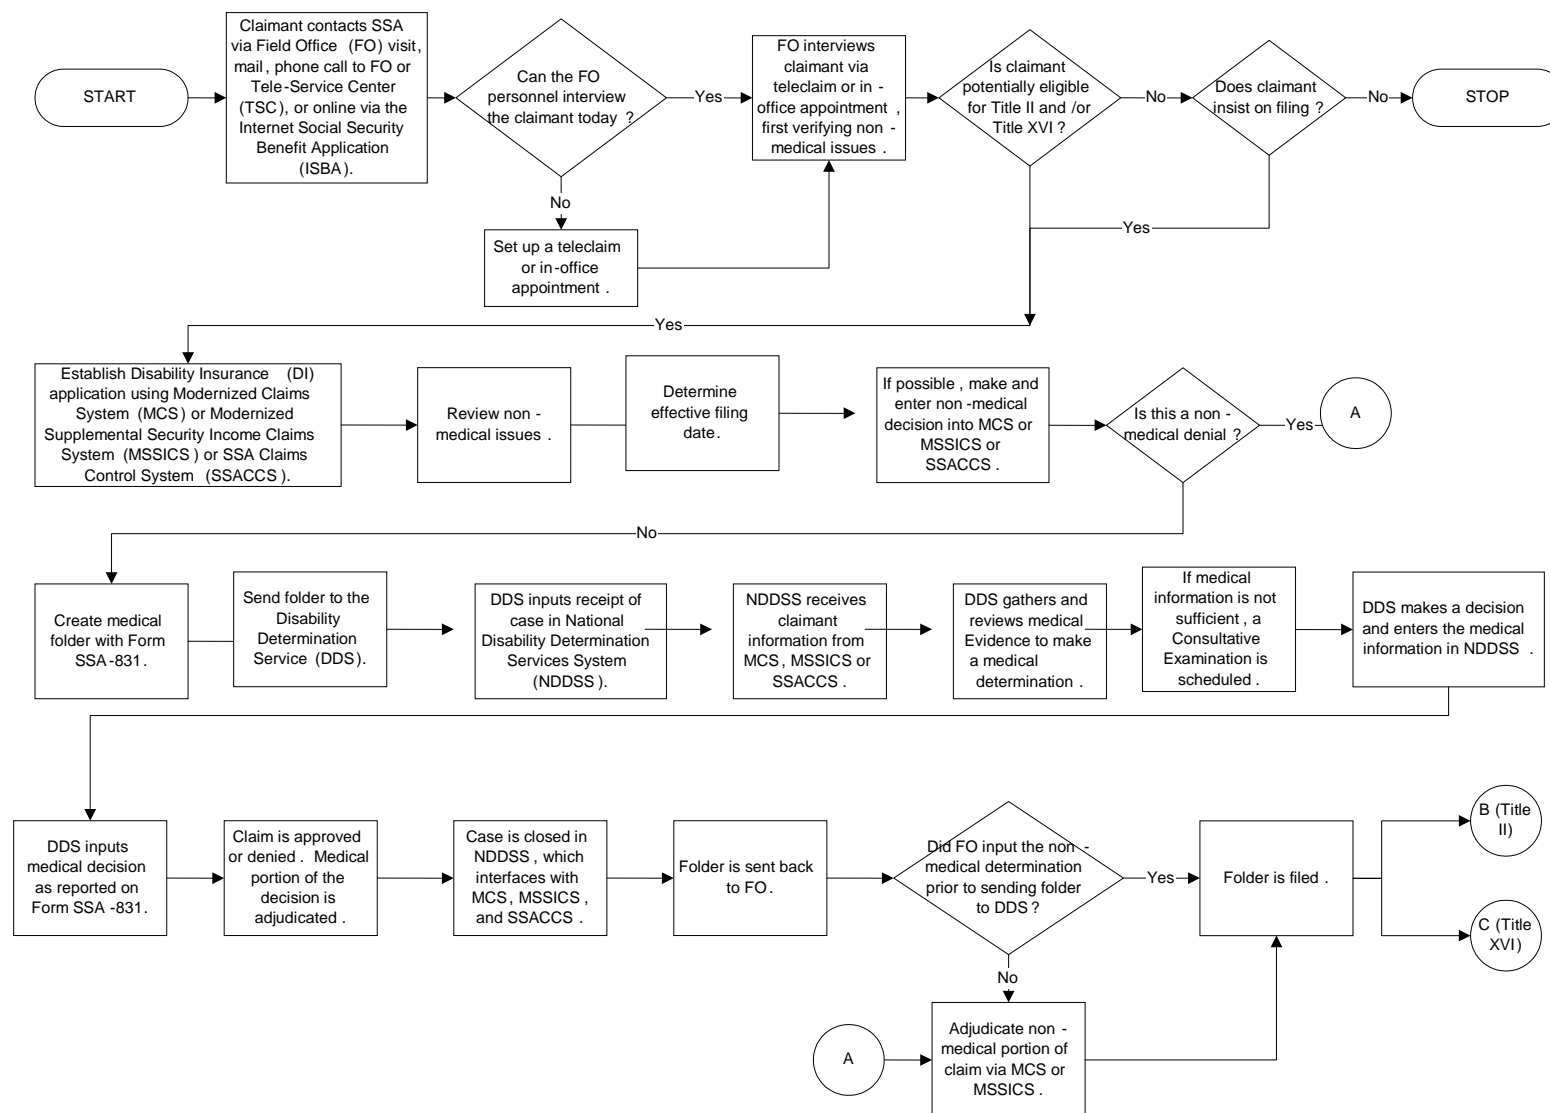 START
Claimant contacts SSA
via Field Office (FO) visit,
mail, phone call to FO or
Tele-Service Center
(TSC), or online via the
Internet Social Security
Benefit Application
(ISBA).
Can the FO
personnel interview
the claimant today ?
Yes
No
Set up a teleclaim
or in-office
appointment .
FO interviews
claimant via
teleclaim or in -
office appointment ,
first verifying non -
medical issues .
Is claimant
potentially eligible
for Title II and /or
Title XVI ?
No
Does claimant
insist on filing ?
No
STOP
Yes
Yes
Establish Disability Insurance (DI)
application using Modernized Claims
System (MCS) or Modernized
Supplemental Security Income Claims
System (MSSICS) or SSA Claims
Control System (SSACCS).
Review non -
medical issues .
Determine
effective filing
date.
If possible , make and
enter non -medical
decision into MCS or
MSSICS or
SSACCS .
Is this a non -
medical denial ?
Yes
A
No
Create medical
folder with Form
SSA -831.
Send folder to the
Disability
Determination
Service (DDS).
DDS inputs receipt of
case in National
Disability Determination
Services System
(NDDSS).
NDDSS receives
claimant
information from
MCS, MSSICS or
SSACCS .
DDS gathers and
reviews medical
Evidence to make
a medical
determination .
If medical
information is not
sufficient , a
Consultative
Examination is
scheduled .
DDS makes a decision
and enters the medical
information in NDDSS .
DDS inputs
medical decision
as reported on
Form SSA -831.
Claim is approved
or denied . Medical
portion of the
decision is
adjudicated .
Case is closed in
NDDSS , which
interfaces with
MCS, MSSICS ,
and SSACCS .
Folder is sent back
to FO.
Did FO input the non -
medical determination
prior to sending folder
to DDS ?
Yes
Folder is filed .
B (Title
II)
C (Title
XVI)
No
A
Adjudicate non -
medical portion of
claim via MCS or
MSSICS .